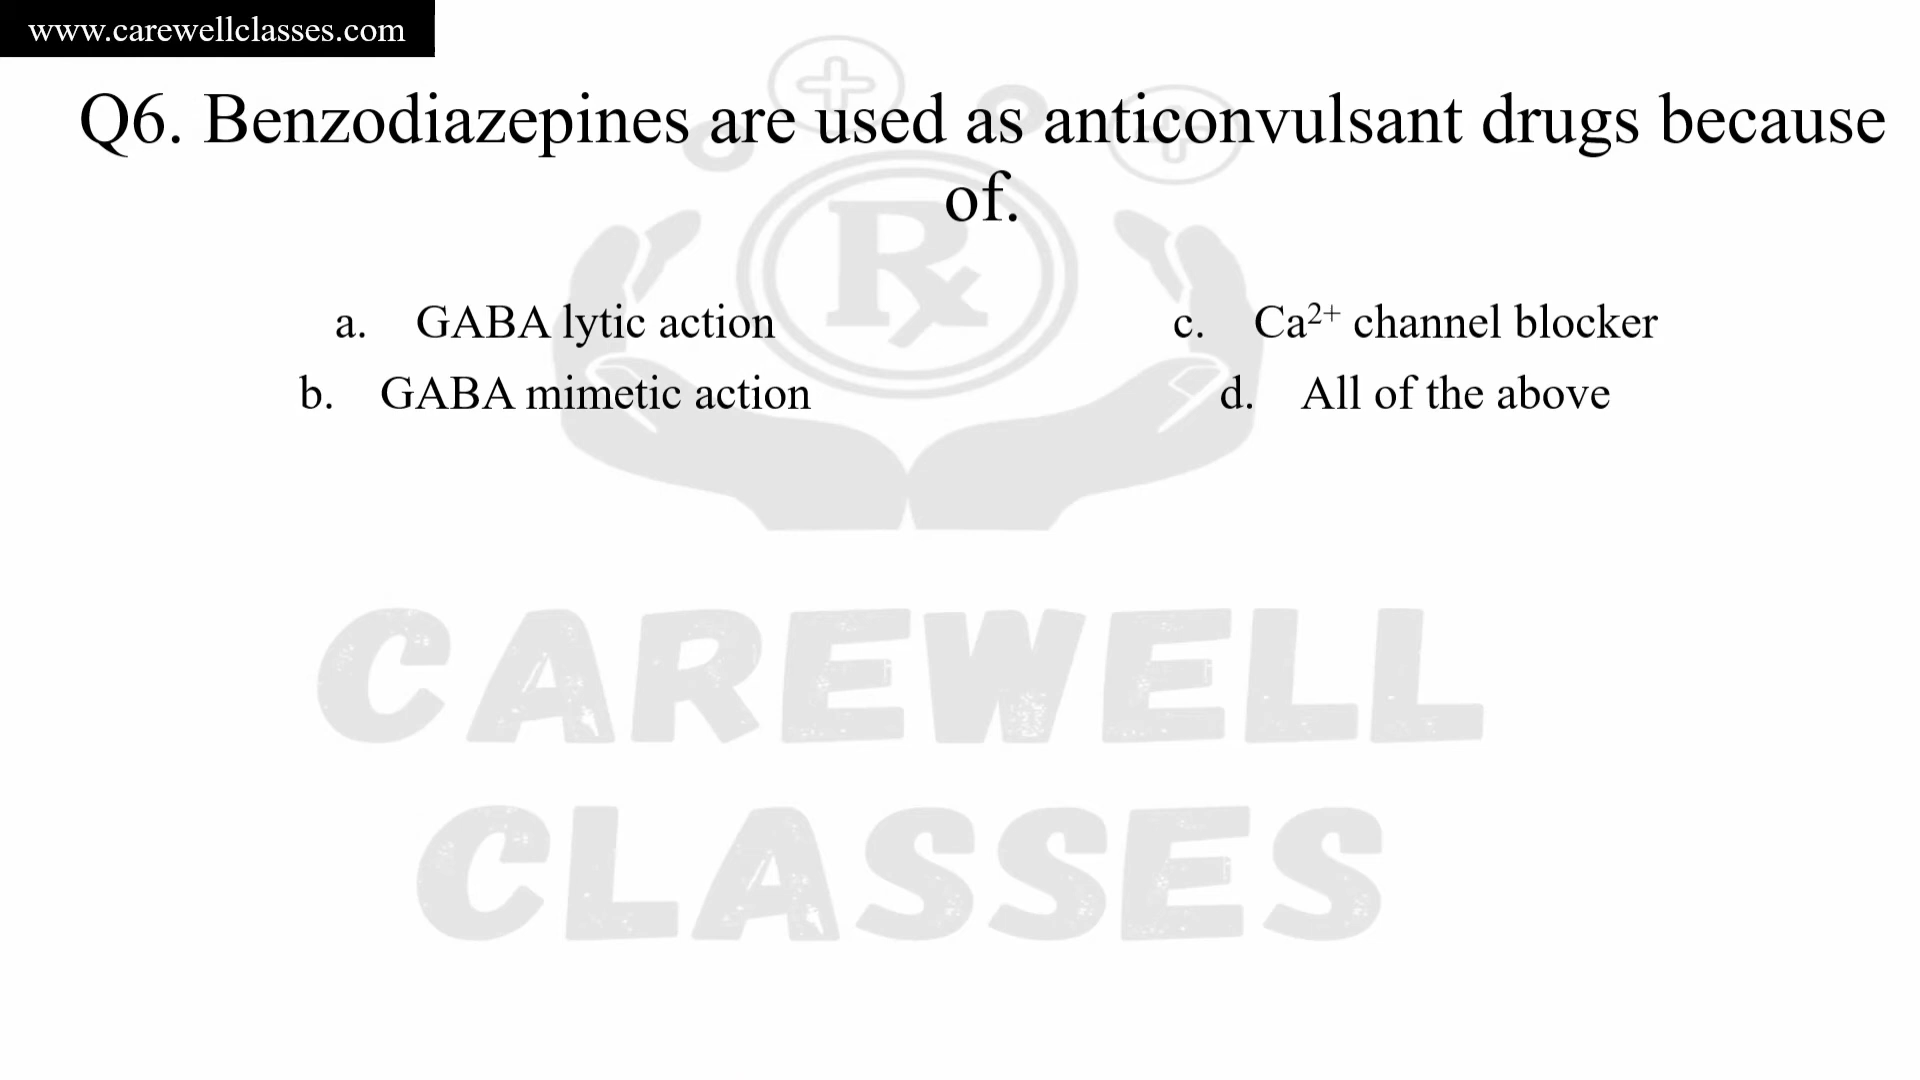 www.carewellclasses.com
Q6. Benzodiazepines are used as anticonvulsant drugs because
of.
a. GABA lytic action
b. GABA mimetic action
c. Ca²⁺ channel blocker
d. All of the above
Rx
CAREWELL
CLASSES